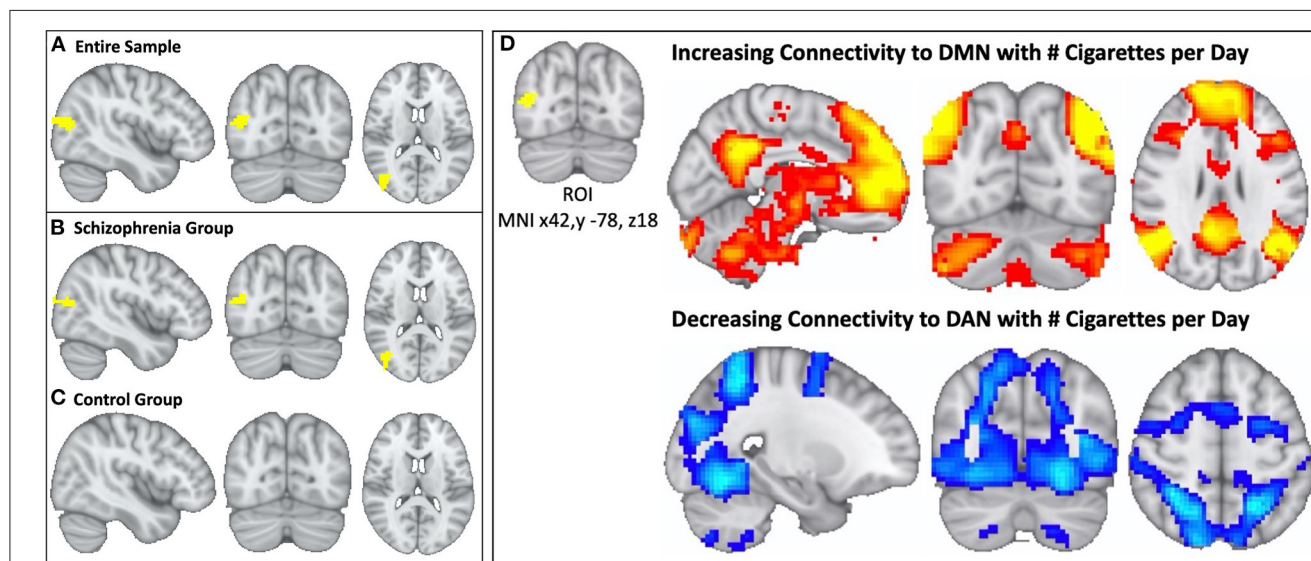 A Entire Sample
B Schizophrenia Group
C Control Group
D
ROI
MNI x42,y -78, z18
Increasing Connectivity to DMN with # Cigarettes per Day
Decreasing Connectivity to DAN with # Cigarettes per Day